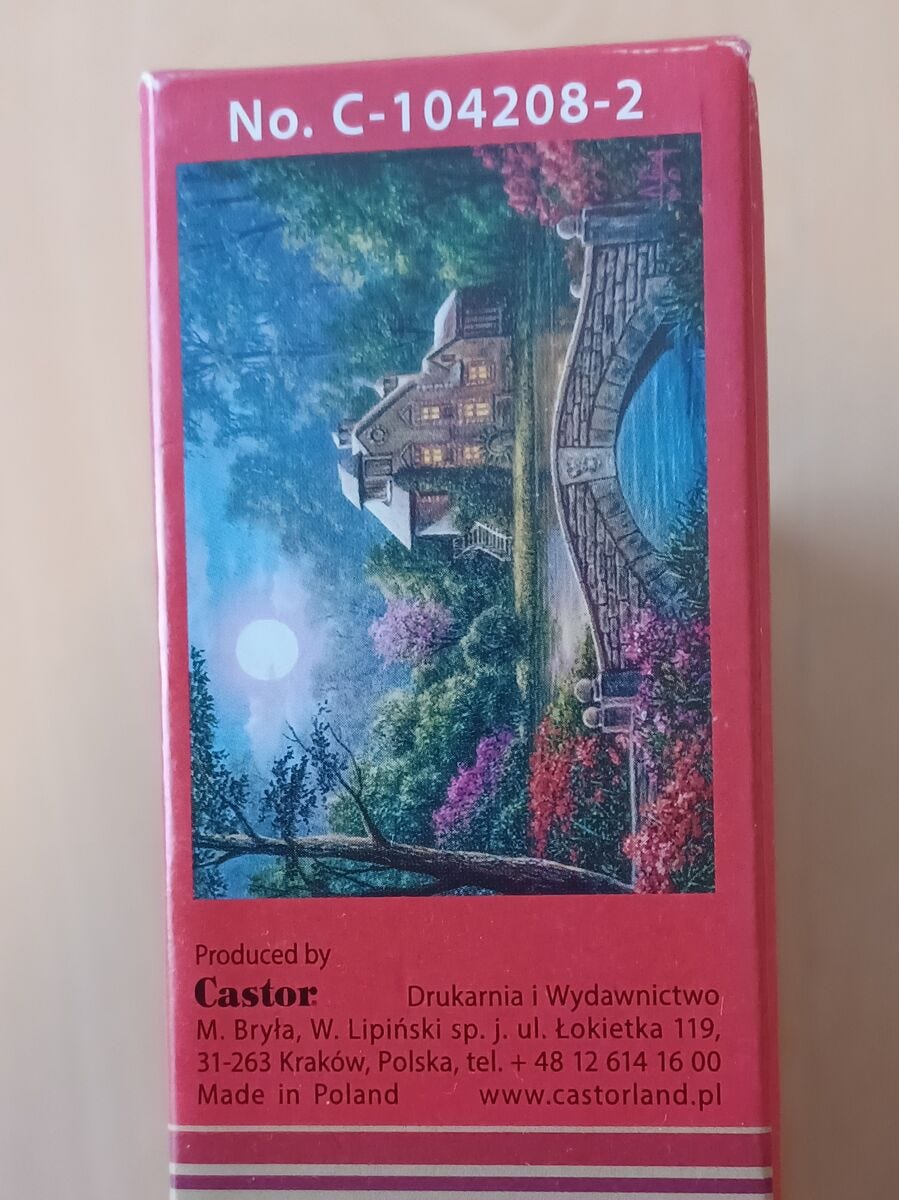 No. C-104208-2
Produced by
Castor Drukarnia i Wydawnictwo
M. Bryła, W. Lipiński sp. j. ul. Łokietka 119,
31-263 Kraków, Polska, tel. + 48 12 614 16 00
Made in Poland www.castorland.pl